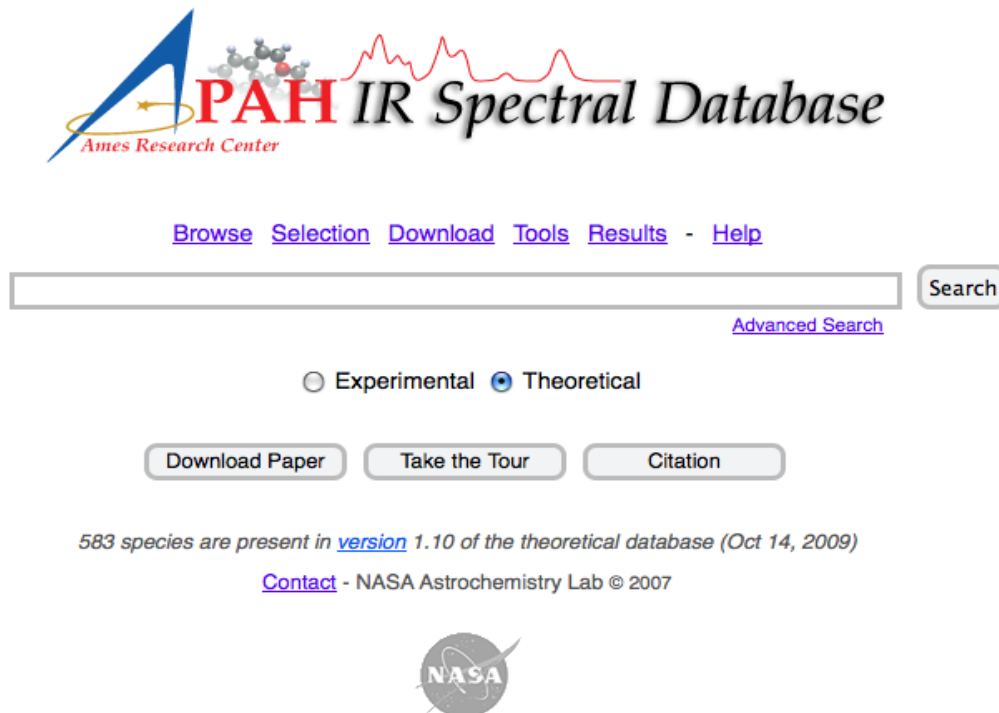 PAH IR Spectral Database
Ames Research Center
Browse Selection Download Tools Results - Help
Search
Advanced Search
Experimental Theoretical
Download Paper Take the Tour Citation
583 species are present in version 1.10 of the theoretical database (Oct 14, 2009)
Contact - NASA Astrochemistry Lab © 2007
NASA